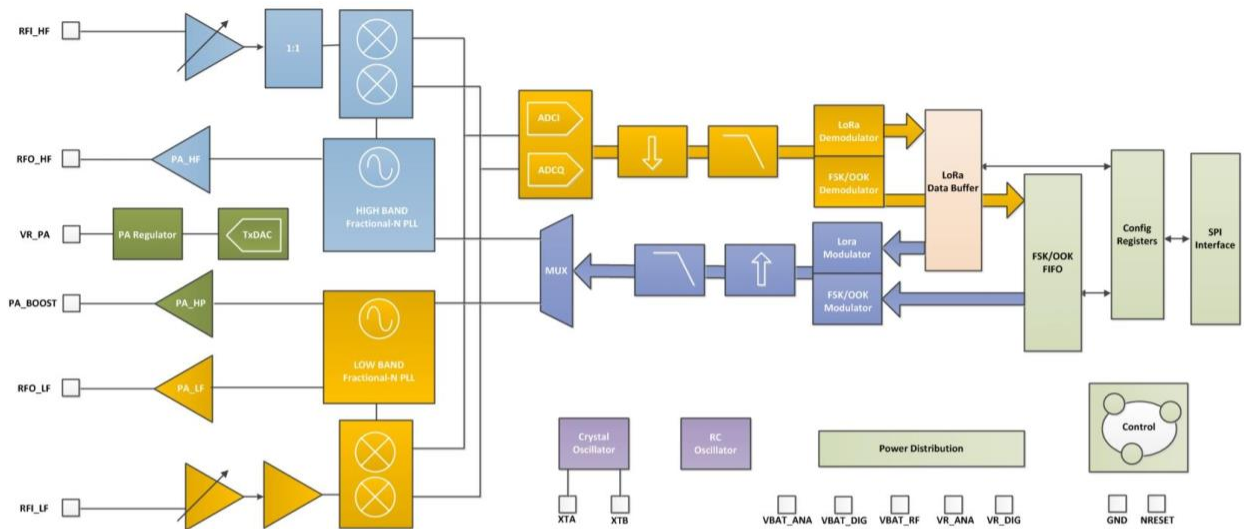 RFI_HF
1:1
RFO_HF
PA_HF
HIGH BAND
Fractional-N PLL
VR_PA
PA Regulator
TxDAC
PA_BOOST
PA_HP
LOW BAND
Fractional-N PLL
RFO_LF
PA_LF
RFI_LF
ADCI
ADCQ
MUX
LoRa
Demodulator
FSK/OOK
Demodulator
Lora
Modulator
FSK/OOK
Modulator
LoRa
Data Buffer
FSK/OOK
FIFO
Config
Registers
SPI
Interface
Crystal
Oscillator
XTA
XTB
RC
Oscillator
Power Distribution
VBAT_ANA
VBAT_DIG
VBAT_RF
VR_ANA
VR_DIG
Control
GND
NRESET